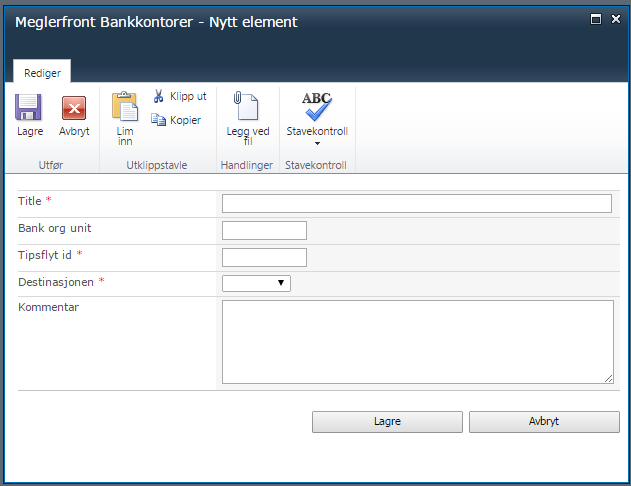 Meglerfront Bankkontorer - Nytt element
Rediger
Lagre
Avbryt
Lim
inn
Klipp ut
Kopier
Legg ved
fil
ABC
Stavekontroll
Utfør
Utklippstavle
Handlinger
Stavekontroll
Title *
Bank org unit
Tipsflyt id *
Destinasjonen *
Kommentar
Lagre
Avbryt